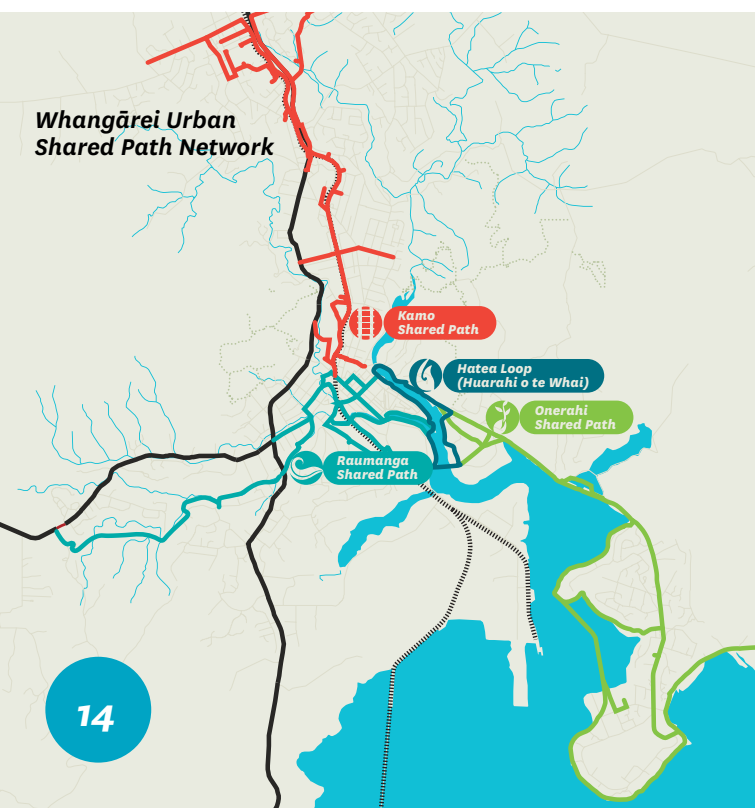 Whangārei Urban
Shared Path Network
Kamo
Shared Path
Hatea Loop
(Huarahi o te Whai)
Onerahi
Shared Path
Raumanga
Shared Path
14